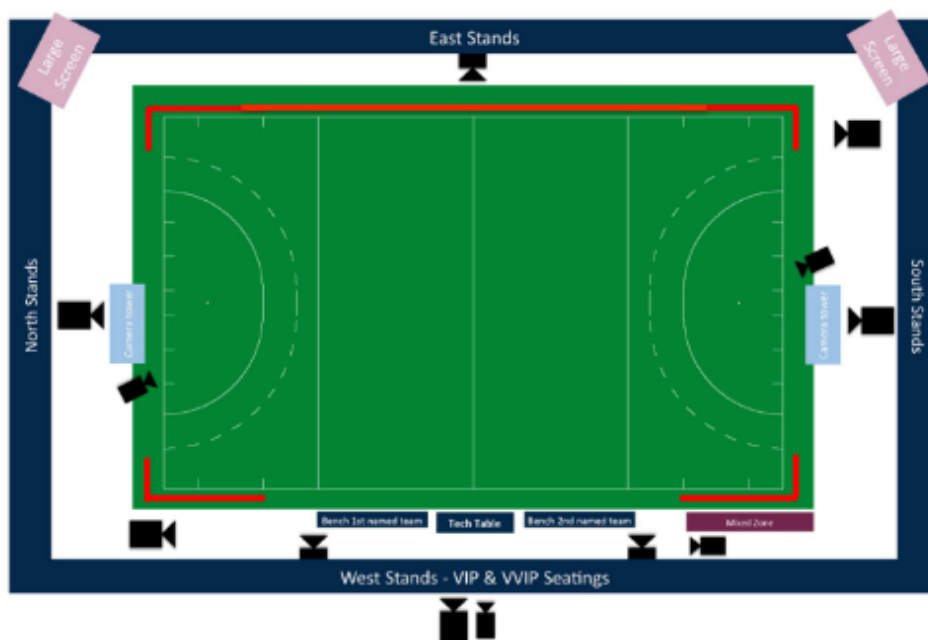 East Stands
Large
Screen
Large
Screen
North Stands
Camera tower
Camera tower
South Stands
Bench 1st named team
Tech Table
Bench 2nd named team
Mixed Zone
West Stands - VIP & VVIP Seatings